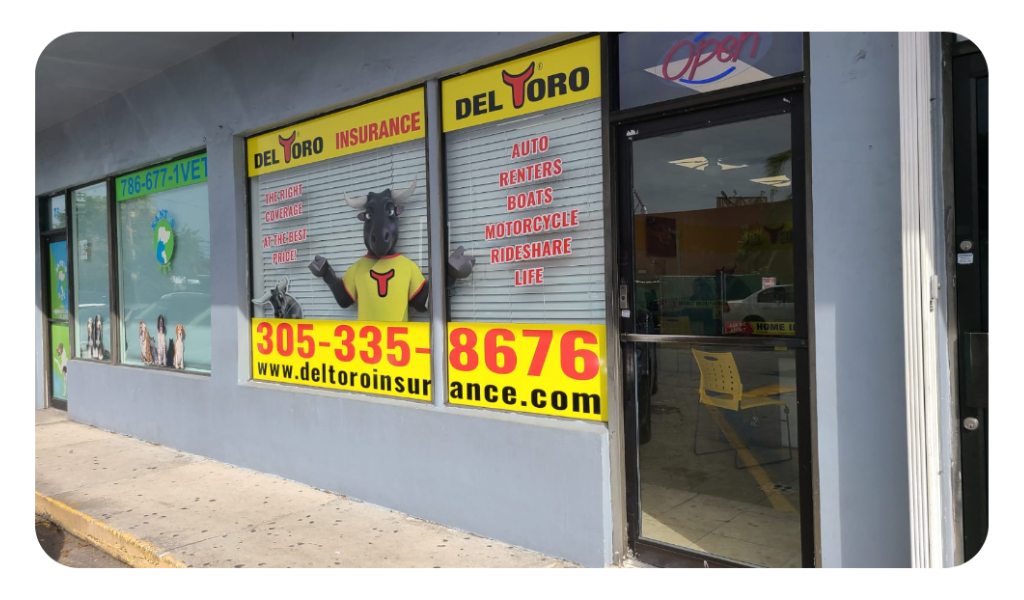 786-677-1VET
DEL TORO INSURANCE
THE RIGHT
COVERAGE
AT THE BEST
PRICE!
305-335-8676
www.deltoroinsurance.com
DEL TORO
AUTO
RENTERS
BOATS
MOTORCYCLE
RIDESHARE
LIFE
Open
HOME